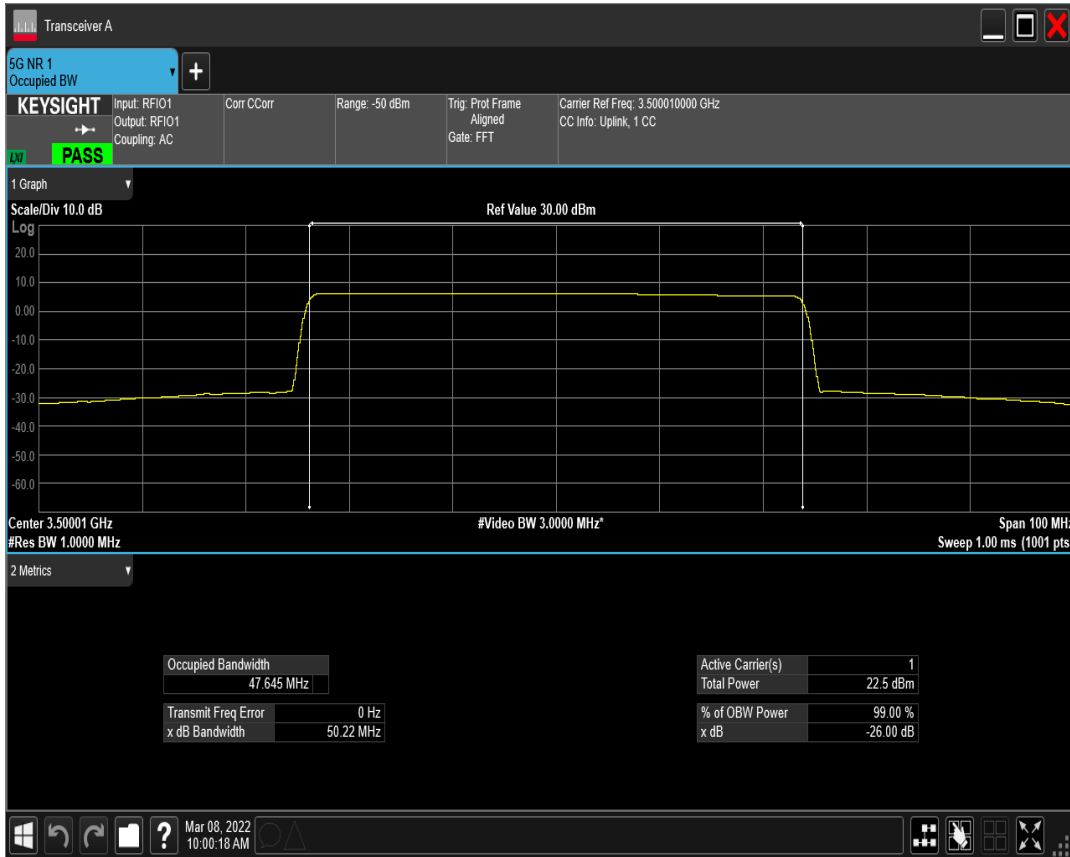 Transceiver A
5G NR 1
Occupied BW
+
KEYSIGHT
LXI
PASS
Input: RFIO1
Output: RFIO1
Coupling: AC
Corr CCorr
Range: -50 dBm
Trig: Prot Frame
Aligned
Gate: FFT
Carrier Ref Freq: 3.500010000 GHz
CC Info: Uplink, 1 CC
1 Graph
Scale/Div 10.0 dB
Ref Value 30.00 dBm
Log
20.0
10.0
0.00
-10.0
-20.0
-30.0
-40.0
-50.0
-60.0
Center 3.50001 GHz
#Video BW 3.0000 MHz*
Span 100 MHz
#Res BW 1.0000 MHz
Sweep 1.00 ms (1001 pts
2 Metrics
Occupied Bandwidth
47.645 MHz
Transmit Freq Error 0 Hz
x dB Bandwidth 50.22 MHz
Active Carrier(s) 1
Total Power 22.5 dBm
% of OBW Power 99.00 %
x dB -26.00 dB
?
Mar 08, 2022
10:00:18 AM